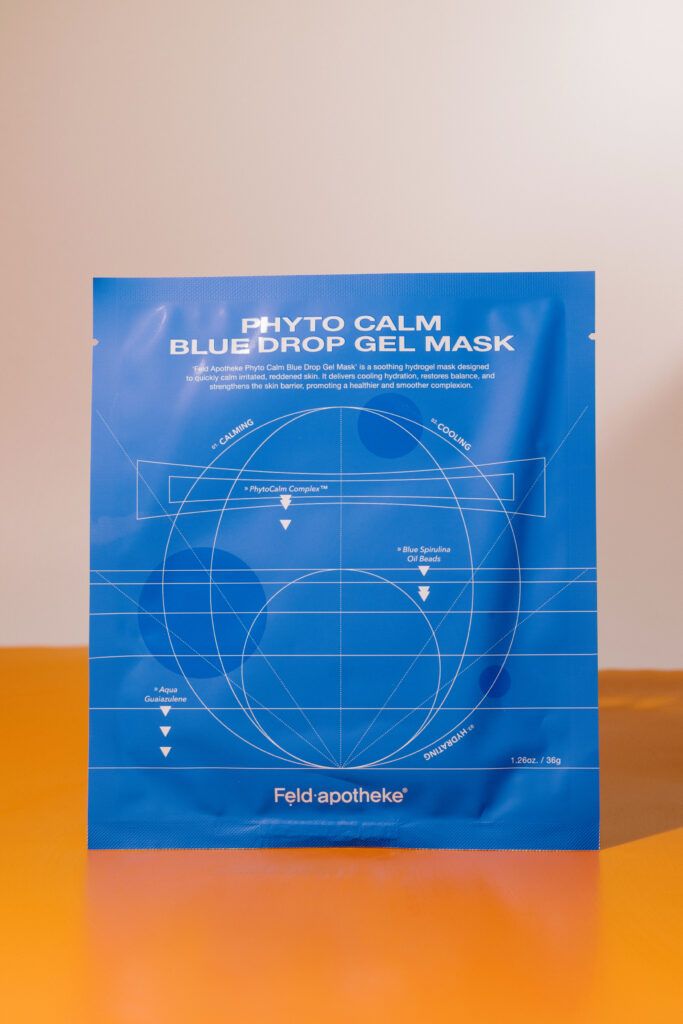 PHYTO CALM
BLUE DROP GEL MASK
'Feld Apotheke Phyto Calm Blue Drop Gel Mask' is a soothing hydrogel mask designed
to quickly calm irritated, reddened skin. It delivers cooling hydration, restores balance, and
strengthens the skin barrier, promoting a healthier and smoother complexion.
01. CALMING
02. COOLING
» PhytoCalm Complex™
» Blue Spirulina
Oil Beads
» Aqua
Guaiazulene
03. HYDRATING
1.26oz. / 36g
Feld·apotheke®